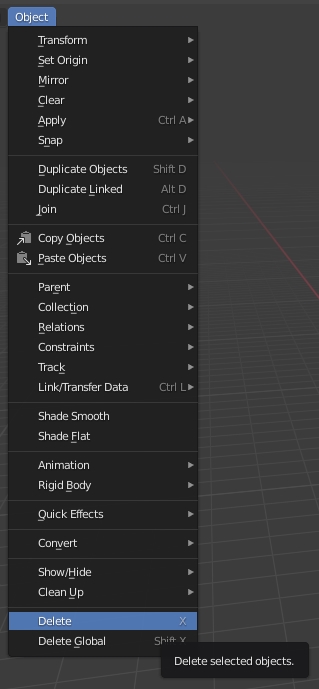 Object
Transform
Set Origin
Mirror
Clear
Apply Ctrl A
Snap
Duplicate Objects Shift D
Duplicate Linked Alt D
Join Ctrl J
Copy Objects Ctrl C
Paste Objects Ctrl V
Parent
Collection
Relations
Constraints
Track
Link/Transfer Data Ctrl L
Shade Smooth
Shade Flat
Animation
Rigid Body
Quick Effects
Convert
Show/Hide
Clean Up
Delete X
Delete Global Shift X
Delete selected objects.